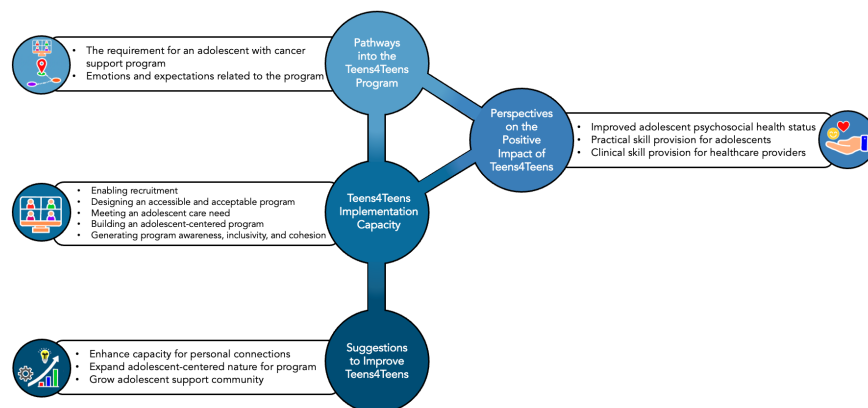 Pathways
into the
Teens4Teens
Program
• The requirement for an adolescent with cancer
support program
• Emotions and expectations related to the program
Perspectives
on the
Positive
Impact of
Teens4Teens
• Improved adolescent psychosocial health status
• Practical skill provision for adolescents
• Clinical skill provision for healthcare providers
Teens4Teens
Implementation
Capacity
• Enabling recruitment
• Designing an accessible and acceptable program
• Meeting an adolescent care need
• Building an adolescent-centered program
• Generating program awareness, inclusivity, and cohesion
Suggestions
to Improve
Teens4Teens
• Enhance capacity for personal connections
• Expand adolescent-centered nature for program
• Grow adolescent support community